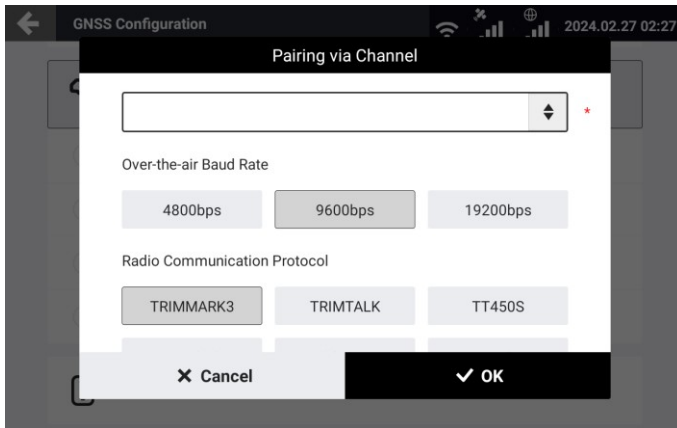 GNSS Configuration 2024.02.27 02:27
Pairing via Channel
*
Over-the-air Baud Rate
4800bps 9600bps 19200bps
Radio Communication Protocol
TRIMMARK3 TRIMTALK TT450S
Cancel OK